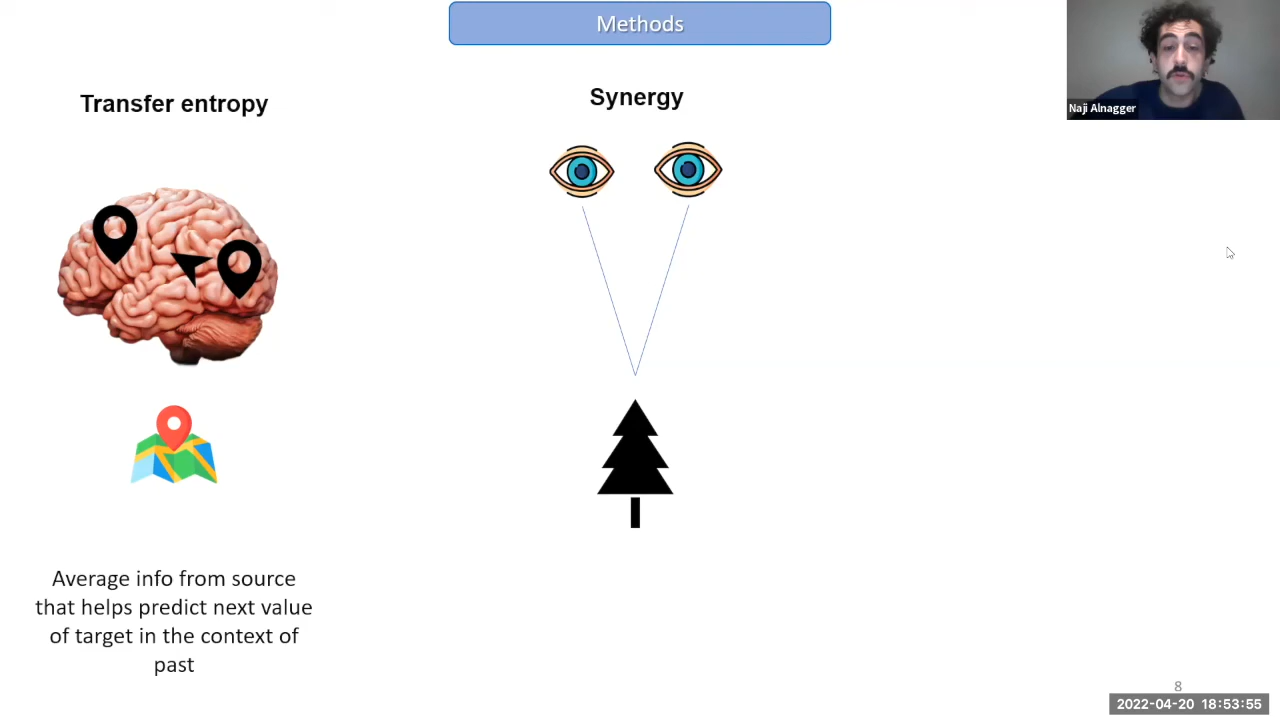 Methods
Transfer entropy
Synergy
Naji Alnagger
Average info from source
that helps predict next value
of target in the context of
past
8
2022-04-20 18:53:55